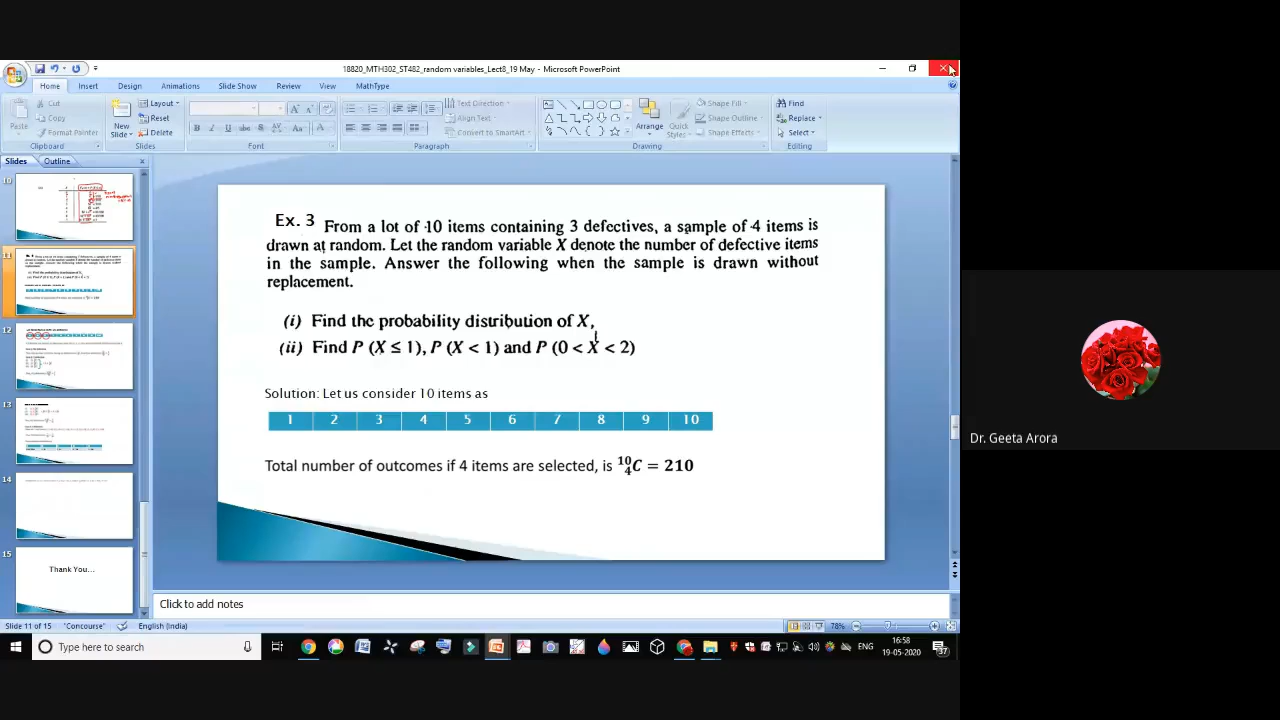 18820_MTH302_ST482_random variables_Lect8_19 May - Microsoft PowerPoint
Home Insert Design Animations Slide Show Review View MathType
Paste
Cut
Copy
Format Painter
Clipboard
New Slide
Layout
Reset
Delete
Slides
Font
Text Direction
Align Text
Convert to SmartArt
Paragraph
Arrange
Quick Styles
Shape Fill
Shape Outline
Shape Effects
Drawing
Find
Replace
Select
Editing
Slides Outline
10
11
12
13
14
15
Thank You...
Ex. 3 From a lot of 10 items containing 3 defectives, a sample of 4 items is
drawn at random. Let the random variable X denote the number of defective items
in the sample. Answer the following when the sample is drawn without
replacement.
(i) Find the probability distribution of X,
(ii) Find P (X ≤ 1), P (X < 1) and P (0 < X < 2)
Solution: Let us consider 10 items as
1 2 3 4 5 6 7 8 9 10
Total number of outcomes if 4 items are selected, is ¹⁰₄C = 210
Click to add notes
Slide 11 of 15 "Concourse" English (India) 78%
Type here to search
ENG
16:58
19-05-2020
37
Dr. Geeta Arora